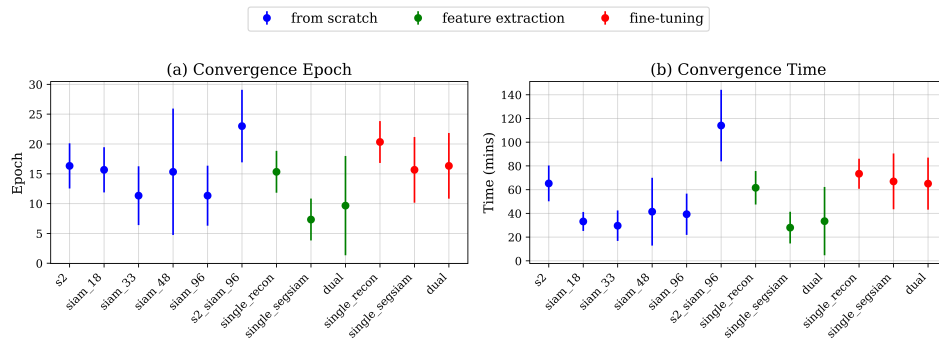 from scratch feature extraction fine-tuning
(a) Convergence Epoch
Epoch
30
25
20
15
10
5
0
s2
siam_18
siam_33
siam_48
siam_96
s2_siam_96
single_recon
single_segsiam
dual
single_recon
single_segsiam
dual
(b) Convergence Time
Time (mins)
140
120
100
80
60
40
20
0
s2
siam_18
siam_33
siam_48
siam_96
s2_siam_96
single_recon
single_segsiam
dual
single_recon
single_segsiam
dual